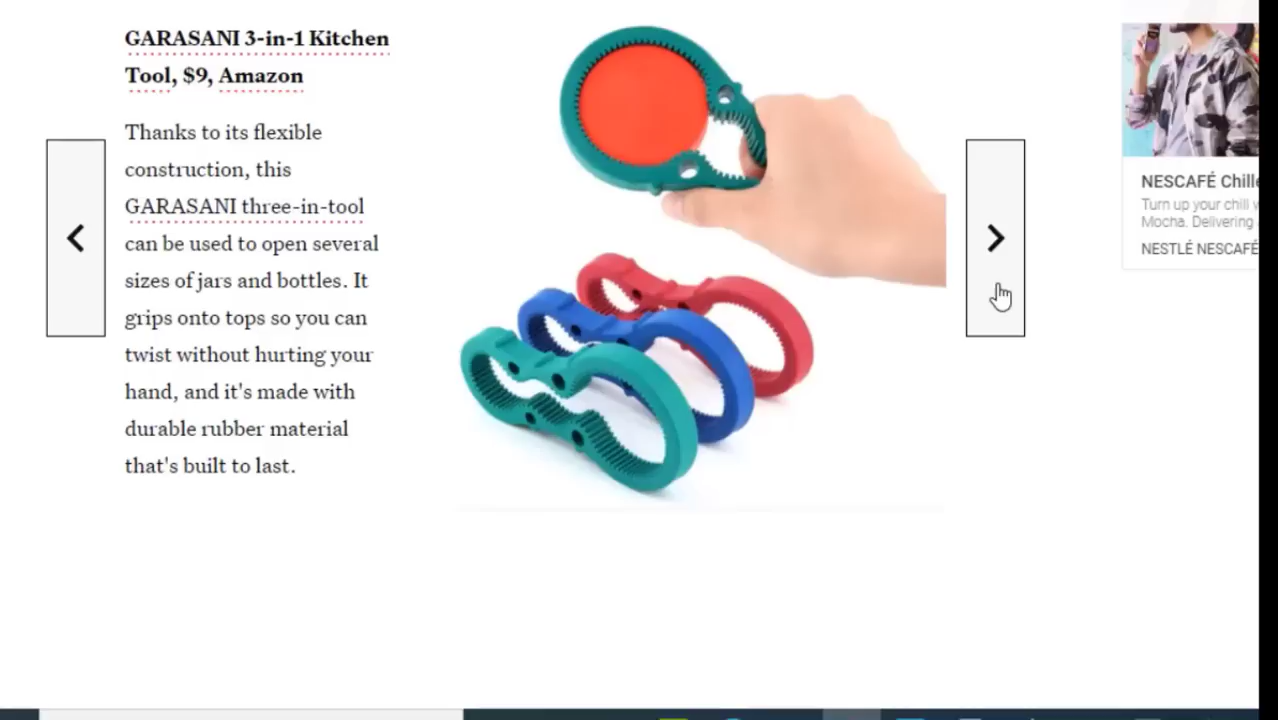 GARASANI 3-in-1 Kitchen
Tool, $9, Amazon
Thanks to its flexible
construction, this
GARASANI three-in-tool
can be used to open several
sizes of jars and bottles. It
grips onto tops so you can
twist without hurting your
hand, and it's made with
durable rubber material
that's built to last.
NESCAFÉ Chille
Turn up your chill
Mocha. Delivering
NESTLÉ NESCAFÉ